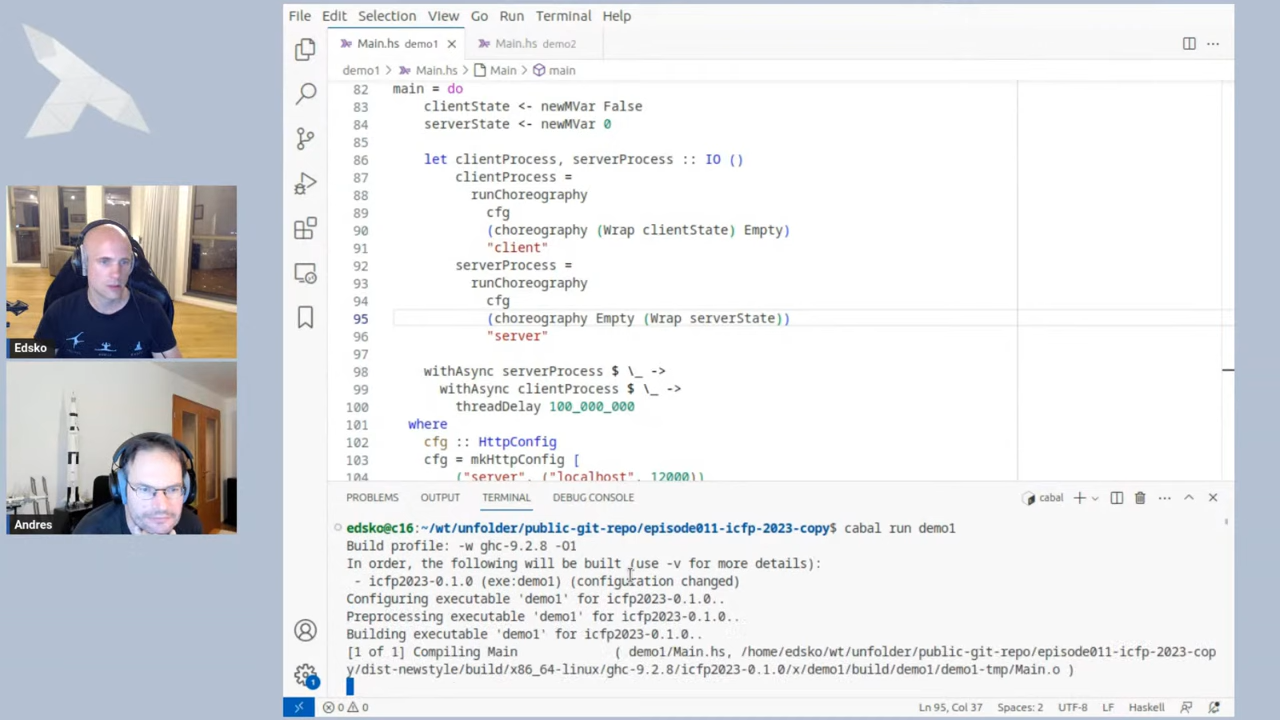 File Edit Selection View Go Run Terminal Help
Main.hs demo1
Main.hs demo2
demo1 > Main.hs > Main > main
82 main = do
83 clientState <- newMVar False
84 serverState <- newMVar 0
85
86 let clientProcess, serverProcess :: IO ()
87 clientProcess =
88 runChoreography
89 cfg
90 (choreography (Wrap clientState) Empty)
91 "client"
92 serverProcess =
93 runChoreography
94 cfg
95 (choreography Empty (Wrap serverState))
96 "server"
97
98 withAsync serverProcess $ \_ ->
99 withAsync clientProcess $ \_ ->
100 threadDelay 100_000_000
101 where
102 cfg :: HttpConfig
103 cfg = mkHttpConfig [
104 ("server", ("localhost", 12000))
PROBLEMS OUTPUT TERMINAL DEBUG CONSOLE
cabal
edsko@c16:~/wt/unfolder/public-git-repo/episode011-icfp-2023-copy$ cabal run demo1
Build profile: -w ghc-9.2.8 -O1
In order, the following will be built (use -v for more details):
- icfp2023-0.1.0 (exe:demo1) (configuration changed)
Configuring executable 'demo1' for icfp2023-0.1.0..
Preprocessing executable 'demo1' for icfp2023-0.1.0..
Building executable 'demo1' for icfp2023-0.1.0..
[1 of 1] Compiling Main ( demo1/Main.hs, /home/edsko/wt/unfolder/public-git-repo/episode011-icfp-2023-cop
y/dist-newstyle/build/x86_64-linux/ghc-9.2.8/icfp2023-0.1.0/x/demo1/build/demo1/demo1-tmp/Main.o )
1
0 0
Ln 95, Col 37 Spaces: 2 UTF-8 LF Haskell
Edsko
Andres